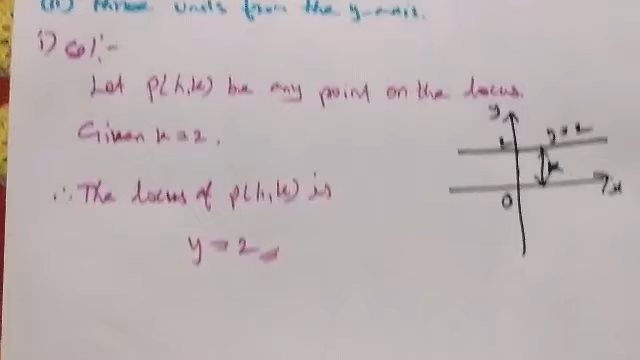 (ii) three units from the y-axis.
i) Sol:-
Let P(h,k) be any point on the locus.
Given k = 2,
∴ The locus of P(h,k) is
y = 2
y
y = 2
k
x
O